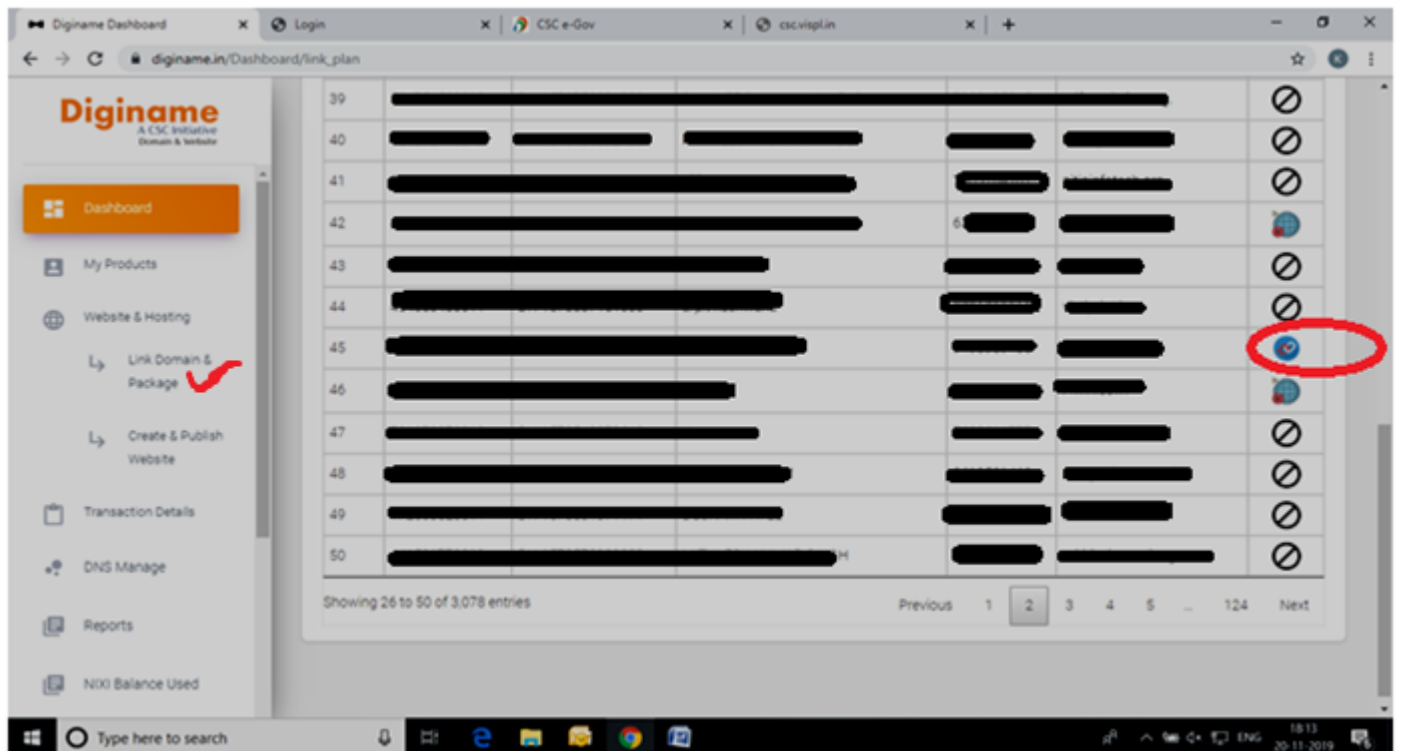 Diginame Dashboard
Login
CSC e-Gov
csc.vispl.in
diginame.in/Dashboard/link_plan
Diginame
A CSC Initiative
Domain & Website
Dashboard
My Products
Website & Hosting
Link Domain &
Package
Create & Publish
Website
Transaction Details
DNS Manage
Reports
NIXI Balance Used
39
40
41
42
43
44
45
46
47
48
49
50
H
Showing 26 to 50 of 3,078 entries
Previous 1 2 3 4 5 ... 124 Next
Type here to search
ENG
18:13
20-11-2019